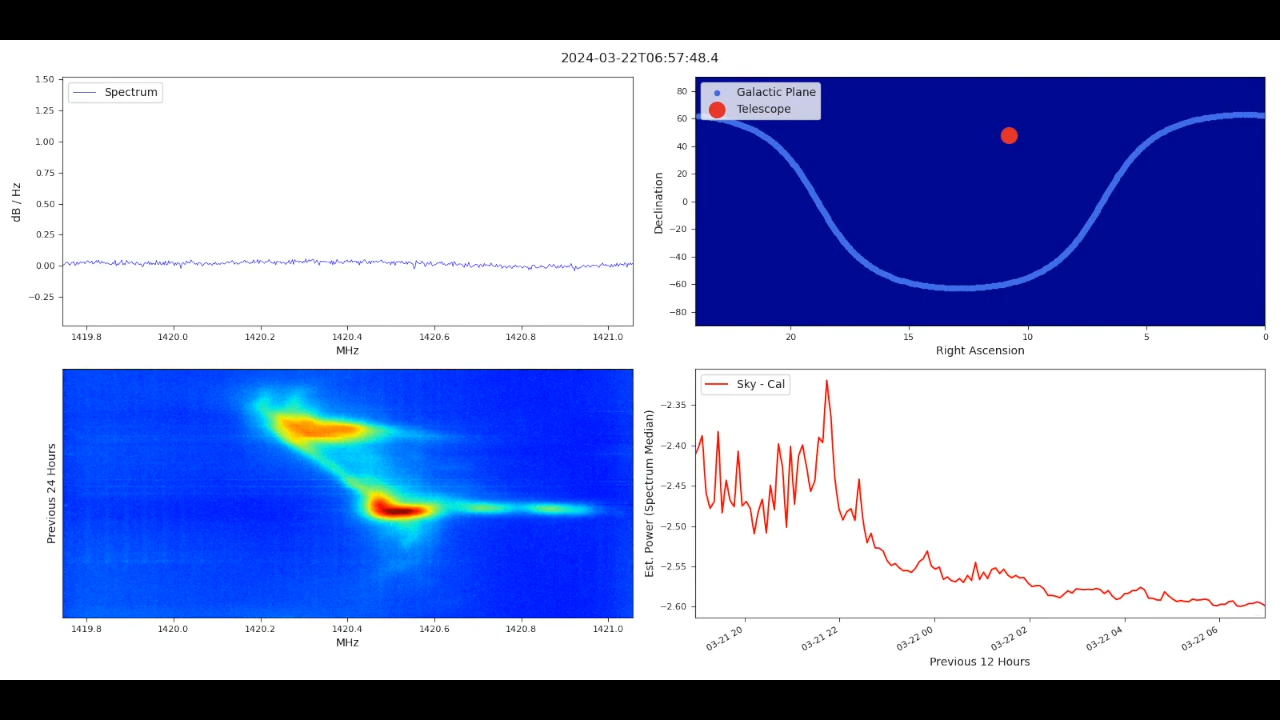 2024-03-22T06:57:48.4
1.50
1.25
1.00
0.75
0.50
0.25
0.00
−0.25
dB / Hz
Spectrum
1419.8 1420.0 1420.2 1420.4 1420.6 1420.8 1421.0
MHz
80
60
40
20
0
−20
−40
−60
−80
Declination
Galactic Plane
Telescope
20 15 10 5 0
Right Ascension
Previous 24 Hours
1419.8 1420.0 1420.2 1420.4 1420.6 1420.8 1421.0
MHz
−2.35
−2.40
−2.45
−2.50
−2.55
−2.60
Est. Power (Spectrum Median)
Sky - Cal
03-21 20 03-21 22 03-22 00 03-22 02 03-22 04 03-22 06
Previous 12 Hours